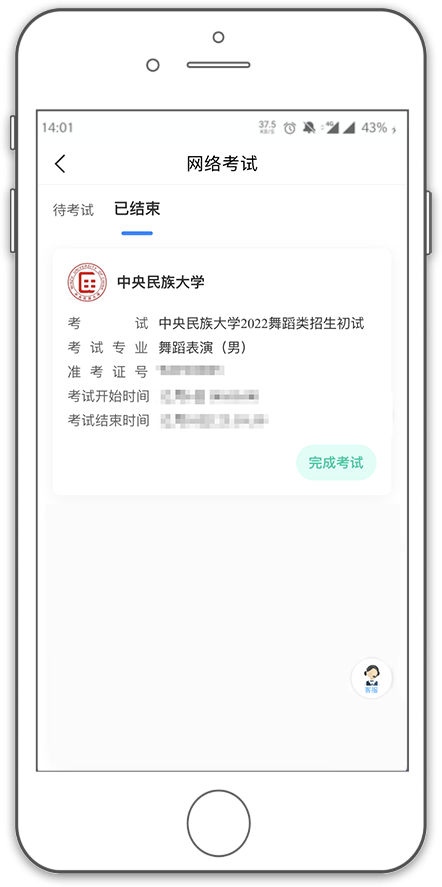 14:01 37.5 KB/S 4G 43%
网络考试
待考试 已结束
中央民族大学
考试 中央民族大学2022舞蹈类招生初试
考试专业 舞蹈表演（男）
准考证号
考试开始时间
考试结束时间
完成考试
客服